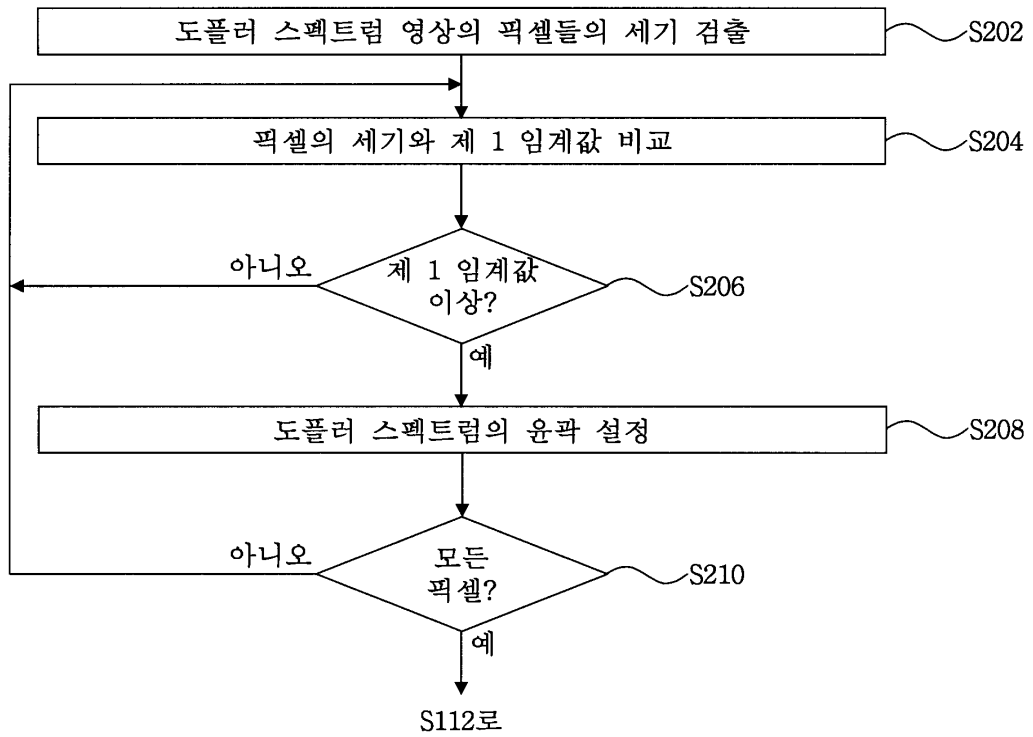 도플러 스펙트럼 영상의 픽셀들의 세기 검출
S202
픽셀의 세기와 제 1 임계값 비교
S204
아니오
제 1 임계값
이상?
S206
예
도플러 스펙트럼의 윤곽 설정
S208
아니오
모든
픽셀?
S210
예
S112로